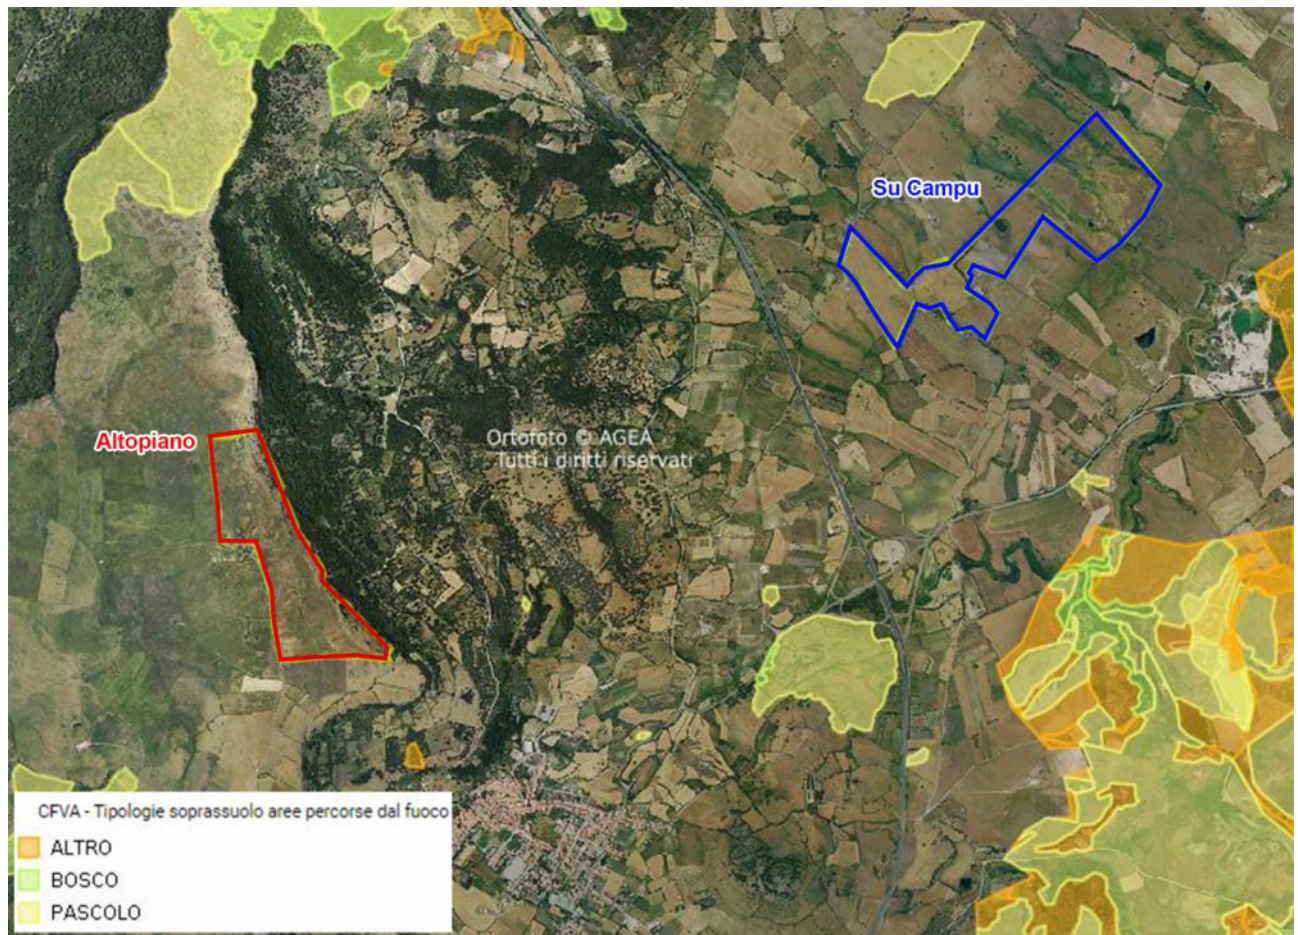 Su Campu
Altopiano
Ortofoto © AGEA
Tutti i diritti riservati
CFVA - Tipologie soprassuolo aree percorse dal fuoco
ALTRO
BOSCO
PASCOLO